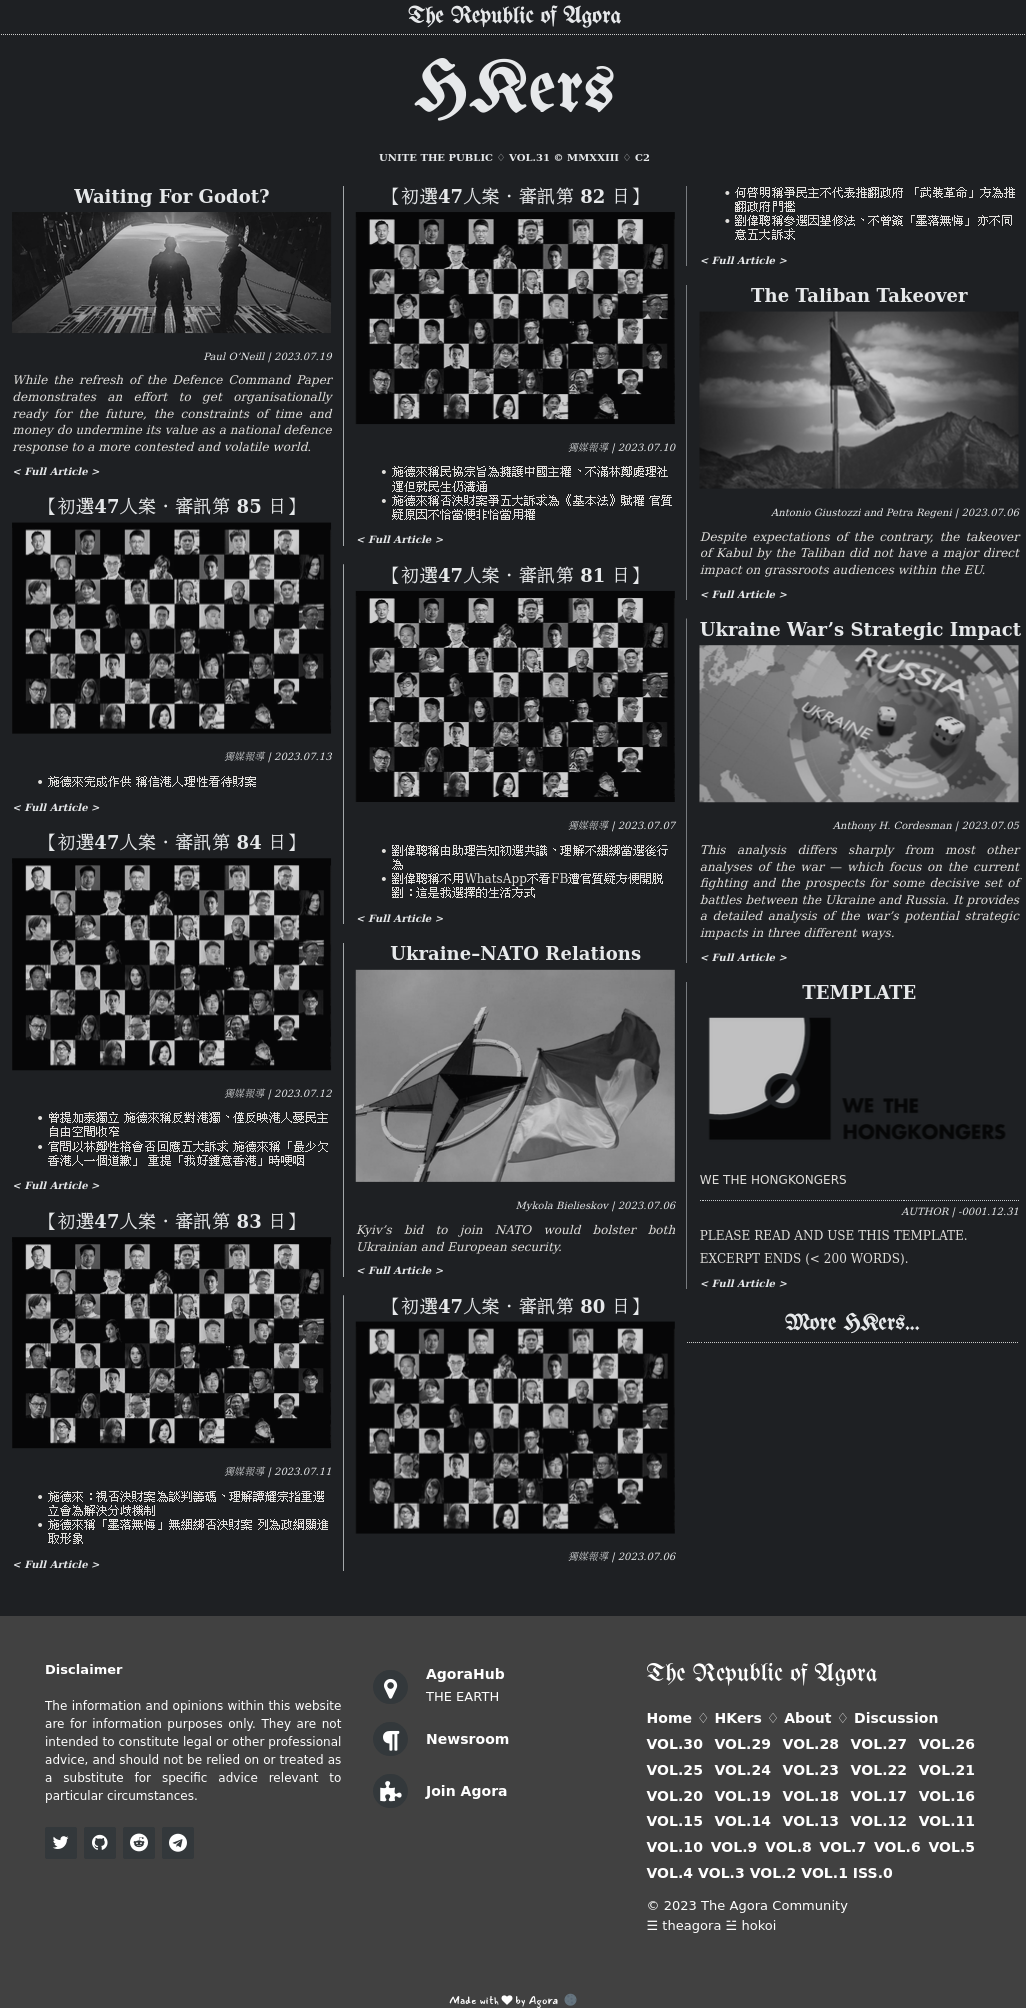 The Republic of Agora
HKers
UNITE THE PUBLIC ♢ VOL.31 © MMXXIII ♢ C2
Waiting For Godot?
Paul O’Neill | 2023.07.19
While the refresh of the Defence Command Paper
demonstrates an effort to get organisationally
ready for the future, the constraints of time and
money do undermine its value as a national defence
response to a more contested and volatile world.
< Full Article >
【初選47人案・審訊第 85 日】
獨媒報導 | 2023.07.13
• 施德來完成作供 稱信港人理性看待財案
< Full Article >
【初選47人案・審訊第 84 日】
獨媒報導 | 2023.07.12
• 曾提加泰獨立 施德來稱反對港獨、僅反映港人憂民主
自由空間收窄
• 官問以林鄭性格會否回應五大訴求 施德來稱「最少欠
香港人一個道歉」 重提「我好鍾意香港」時哽咽
< Full Article >
【初選47人案・審訊第 83 日】
獨媒報導 | 2023.07.11
• 施德來：視否決財案為談判籌碼、理解譚耀宗指重選
立會為解決分歧機制
• 施德來稱「墨落無悔」無綑綁否決財案 列為政綱顯進
取形象
< Full Article >
【初選47人案・審訊第 82 日】
獨媒報導 | 2023.07.10
• 施德來稱民協宗旨為擁護中國主權、不滿林鄭處理社
運但就民生仍溝通
• 施德來稱否決財案爭五大訴求為《基本法》賦權 官質
疑原因不恰當便非恰當用權
< Full Article >
【初選47人案・審訊第 81 日】
獨媒報導 | 2023.07.07
• 劉偉聰稱由助理告知初選共識、理解不綑綁當選後行
為
• 劉偉聰稱不用WhatsApp不看FB遭官質疑方便開脱
劉：這是我選擇的生活方式
< Full Article >
Ukraine–NATO Relations
Mykola Bielieskov | 2023.07.06
Kyiv’s bid to join NATO would bolster both
Ukrainian and European security.
< Full Article >
【初選47人案・審訊第 80 日】
獨媒報導 | 2023.07.06
• 何啓明稱爭民主不代表推翻政府 「武裝革命」方為推
翻政府門檻
• 劉偉聰稱參選因望修法、不曾簽「墨落無悔」亦不同
意五大訴求
< Full Article >
The Taliban Takeover
Antonio Giustozzi and Petra Regeni | 2023.07.06
Despite expectations of the contrary, the takeover
of Kabul by the Taliban did not have a major direct
impact on grassroots audiences within the EU.
< Full Article >
Ukraine War’s Strategic Impact
RUSSIA
UKRAINE
Anthony H. Cordesman | 2023.07.05
This analysis differs sharply from most other
analyses of the war — which focus on the current
fighting and the prospects for some decisive set of
battles between the Ukraine and Russia. It provides
a detailed analysis of the war’s potential strategic
impacts in three different ways.
< Full Article >
TEMPLATE
WE THE
HONGKONGERS
WE THE HONGKONGERS
AUTHOR | -0001.12.31
PLEASE READ AND USE THIS TEMPLATE.
EXCERPT ENDS (< 200 WORDS).
< Full Article >
More HKers...
Disclaimer
The information and opinions within this website
are for information purposes only. They are not
intended to constitute legal or other professional
advice, and should not be relied on or treated as
a substitute for specific advice relevant to
particular circumstances.
AgoraHub
THE EARTH
Newsroom
Join Agora
The Republic of Agora
Home ♢ HKers ♢ About ♢ Discussion
VOL.30 VOL.29 VOL.28 VOL.27 VOL.26
VOL.25 VOL.24 VOL.23 VOL.22 VOL.21
VOL.20 VOL.19 VOL.18 VOL.17 VOL.16
VOL.15 VOL.14 VOL.13 VOL.12 VOL.11
VOL.10 VOL.9 VOL.8 VOL.7 VOL.6 VOL.5
VOL.4 VOL.3 VOL.2 VOL.1 ISS.0
© 2023 The Agora Community
☰ theagora ☱ hokoi
Made with ♥ by Agora